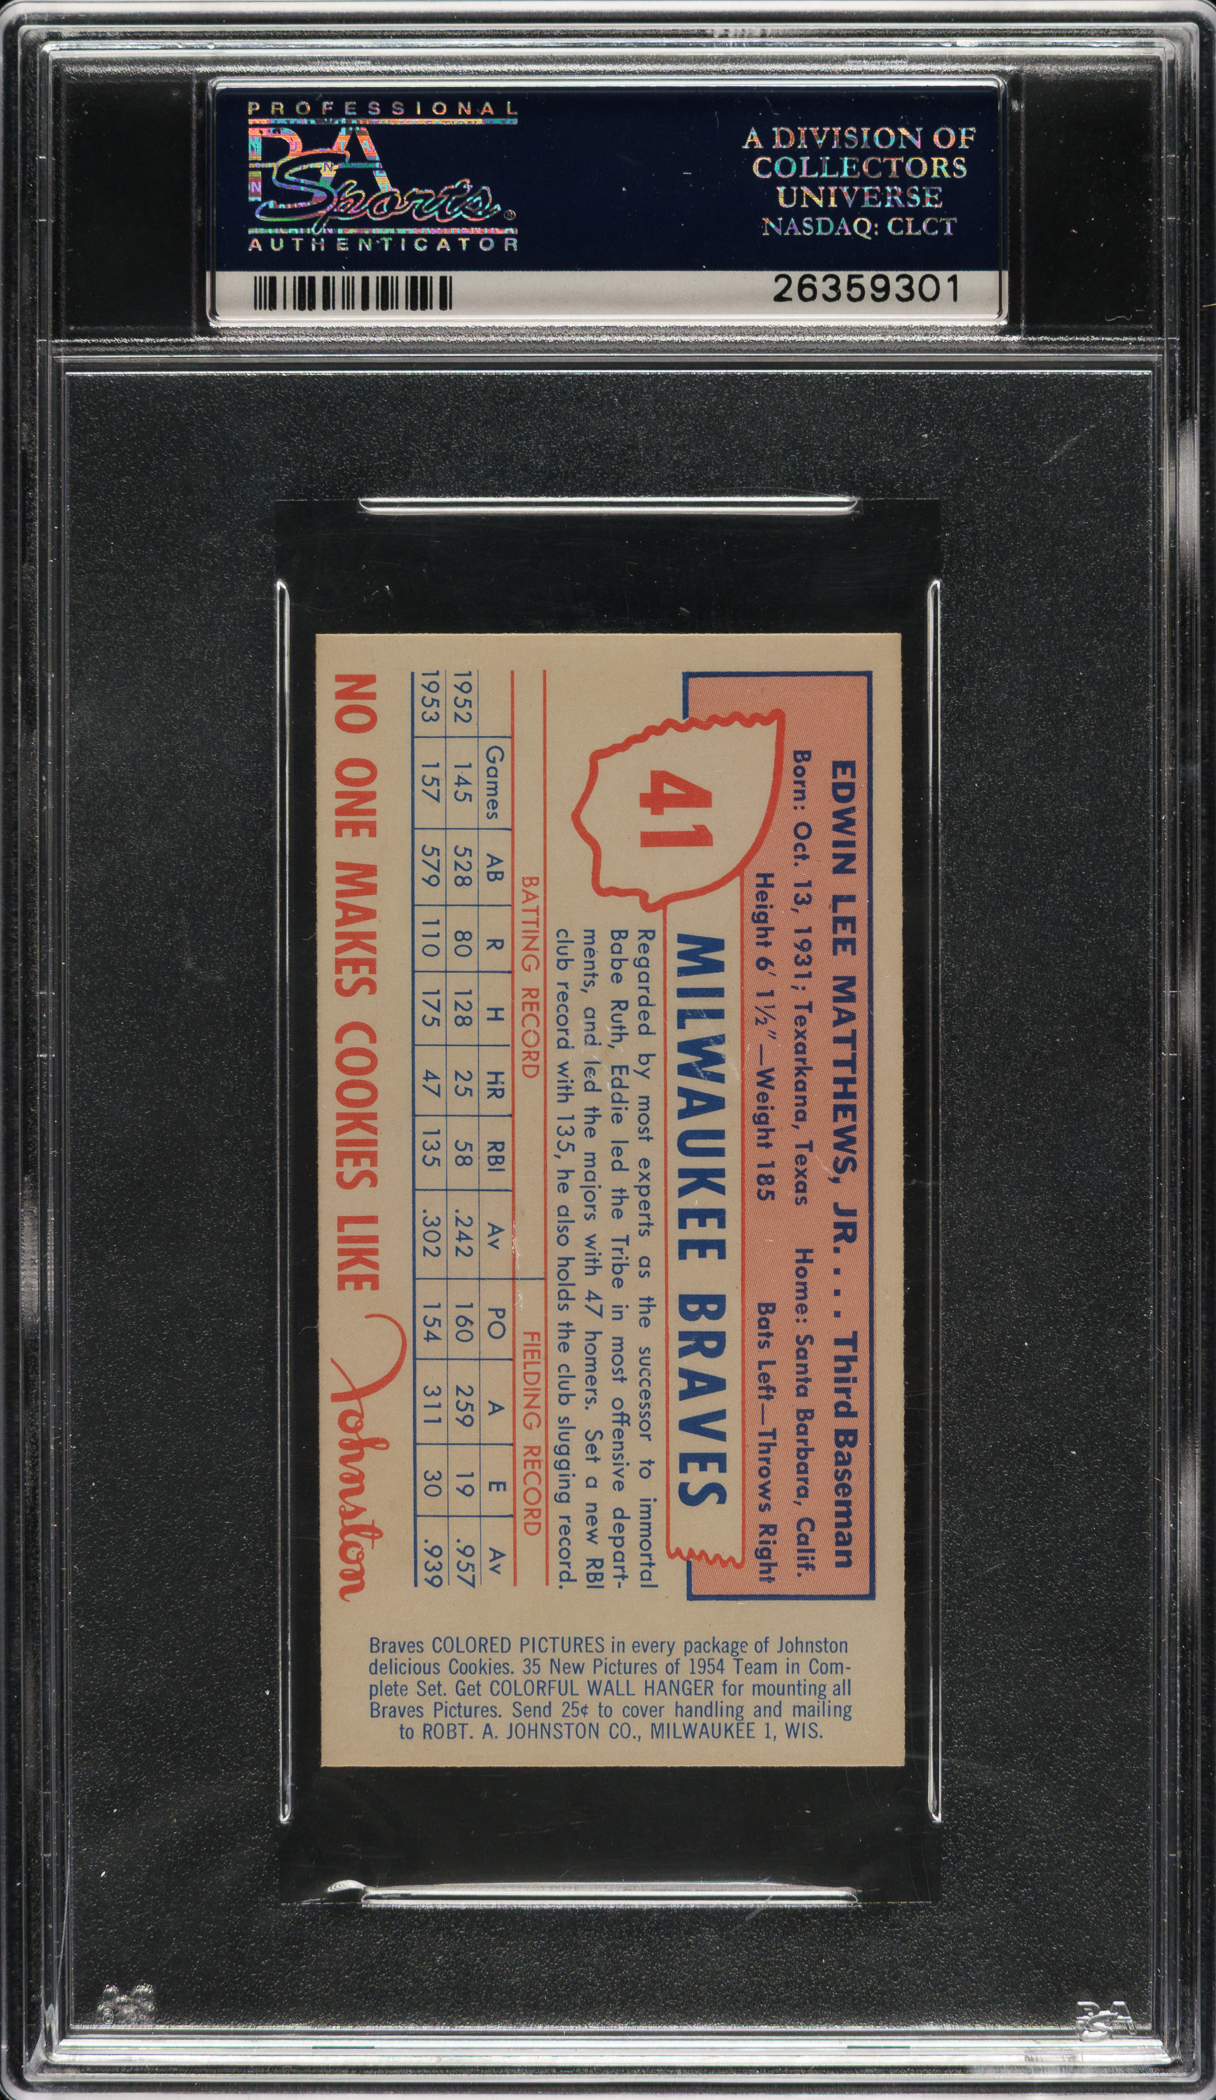 PROFESSIONAL
PSA
Sports®
AUTHENTICATOR
A DIVISION OF
COLLECTORS
UNIVERSE
NASDAQ: CLCT
26359301
EDWIN LEE MATTHEWS, JR. . . . Third Baseman
Born: Oct. 13, 1931; Texarkana, Texas Home: Santa Barbara, Calif.
Height 6' 1½"—Weight 185 Bats Left—Throws Right
41
MILWAUKEE BRAVES
Regarded by most experts as the successor to immortal
Babe Ruth, Eddie led the Tribe in most offensive depart-
ments, and led the majors with 47 homers. Set a new RBI
club record with 135, he also holds the club slugging record.
BATTING RECORD FIELDING RECORD
Games AB R H HR RBI Av PO A E Av
1952 145 528 80 128 25 58 .242 160 259 19 .957
1953 157 579 110 175 47 135 .302 154 311 30 .939
NO ONE MAKES COOKIES LIKE Johnston
Braves COLORED PICTURES in every package of Johnston
delicious Cookies. 35 New Pictures of 1954 Team in Com-
plete Set. Get COLORFUL WALL HANGER for mounting all
Braves Pictures. Send 25¢ to cover handling and mailing
to ROBT. A. JOHNSTON CO., MILWAUKEE 1, WIS.
PSA